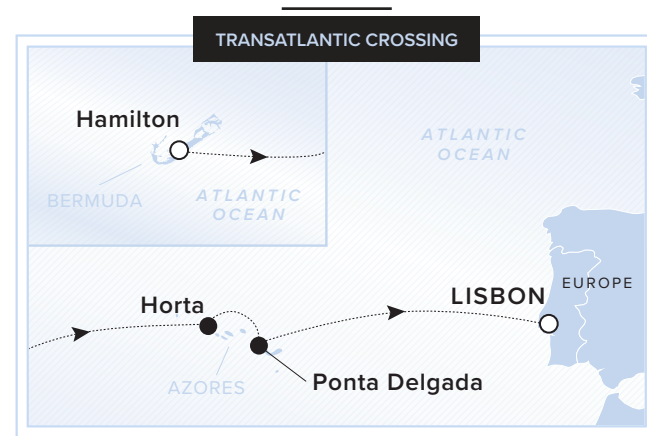 TRANSATLANTIC CROSSING
Hamilton
BERMUDA
ATLANTIC
OCEAN
ATLANTIC
OCEAN
EUROPE
LISBON
Horta
AZORES
Ponta Delgada